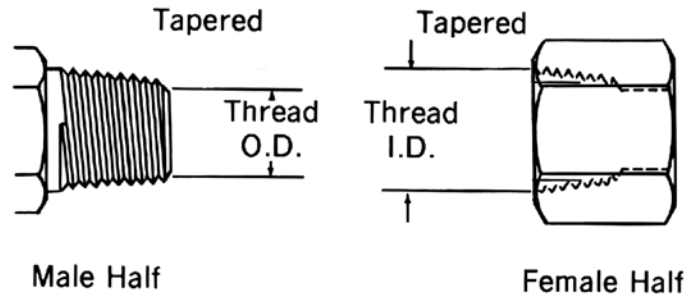 Tapered
Tapered
Thread
O.D.
Thread
I.D.
Male Half
Female Half